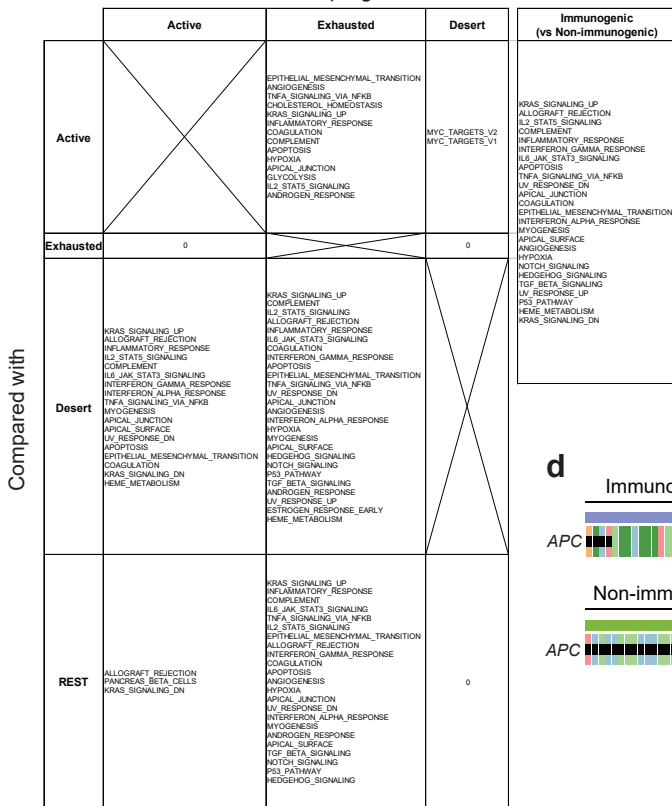 Active
Exhausted
Desert
Immunogenic
(vs Non-immunogenic)
Compared with
Active
EPITHELIAL_MESENCHYMAL_TRANSITION
ANGIOGENESIS
TNFA_SIGNALING_VIA_NFKB
CHOLESTEROL_HOMEOSTASIS
KRAS_SIGNALING_UP
INFLAMMATORY_RESPONSE
COAGULATION
COMPLEMENT
APOPTOSIS
HYPOXIA
APICAL_JUNCTION
GLYCOLYSIS
IL2_STAT5_SIGNALING
ANDROGEN_RESPONSE
MYC_TARGETS_V2
MYC_TARGETS_V1
KRAS_SIGNALING_UP
ALLOGRAFT_REJECTION
IL2_STAT5_SIGNALING
COMPLEMENT
INFLAMMATORY_RESPONSE
INTERFERON_GAMMA_RESPONSE
IL6_JAK_STAT3_SIGNALING
APOPTOSIS
TNFA_SIGNALING_VIA_NFKB
UV_RESPONSE_DN
APICAL_JUNCTION
COAGULATION
EPITHELIAL_MESENCHYMAL_TRANSITION
INTERFERON_ALPHA_RESPONSE
MYOGENESIS
APICAL_SURFACE
ANGIOGENESIS
HYPOXIA
NOTCH_SIGNALING
HEDGEHOG_SIGNALING
TGF_BETA_SIGNALING
UV_RESPONSE_UP
P53_PATHWAY
HEME_METABOLISM
KRAS_SIGNALING_DN
Exhausted
0
0
Desert
KRAS_SIGNALING_UP
ALLOGRAFT_REJECTION
INFLAMMATORY_RESPONSE
IL2_STAT5_SIGNALING
COMPLEMENT
IL6_JAK_STAT3_SIGNALING
INTERFERON_GAMMA_RESPONSE
INTERFERON_ALPHA_RESPONSE
TNFA_SIGNALING_VIA_NFKB
MYOGENESIS
APICAL_JUNCTION
APICAL_SURFACE
UV_RESPONSE_DN
APOPTOSIS
EPITHELIAL_MESENCHYMAL_TRANSITION
COAGULATION
KRAS_SIGNALING_DN
HEME_METABOLISM
KRAS_SIGNALING_UP
COMPLEMENT
IL2_STAT5_SIGNALING
ALLOGRAFT_REJECTION
INFLAMMATORY_RESPONSE
IL6_JAK_STAT3_SIGNALING
COAGULATION
INTERFERON_GAMMA_RESPONSE
APOPTOSIS
EPITHELIAL_MESENCHYMAL_TRANSITION
TNFA_SIGNALING_VIA_NFKB
UV_RESPONSE_DN
APICAL_JUNCTION
ANGIOGENESIS
INTERFERON_ALPHA_RESPONSE
HYPOXIA
MYOGENESIS
APICAL_SURFACE
HEDGEHOG_SIGNALING
NOTCH_SIGNALING
P53_PATHWAY
TGF_BETA_SIGNALING
ANDROGEN_RESPONSE
UV_RESPONSE_UP
ESTROGEN_RESPONSE_EARLY
HEME_METABOLISM
REST
ALLOGRAFT_REJECTION
PANCREAS_BETA_CELLS
KRAS_SIGNALING_DN
KRAS_SIGNALING_UP
INFLAMMATORY_RESPONSE
COMPLEMENT
IL6_JAK_STAT3_SIGNALING
TNFA_SIGNALING_VIA_NFKB
IL2_STAT5_SIGNALING
EPITHELIAL_MESENCHYMAL_TRANSITION
ALLOGRAFT_REJECTION
INTERFERON_GAMMA_RESPONSE
COAGULATION
APOPTOSIS
ANGIOGENESIS
HYPOXIA
APICAL_JUNCTION
UV_RESPONSE_DN
INTERFERON_ALPHA_RESPONSE
MYOGENESIS
ANDROGEN_RESPONSE
APICAL_SURFACE
TGF_BETA_SIGNALING
NOTCH_SIGNALING
P53_PATHWAY
HEDGEHOG_SIGNALING
0
d
Immuno
APC
Non-imm
APC